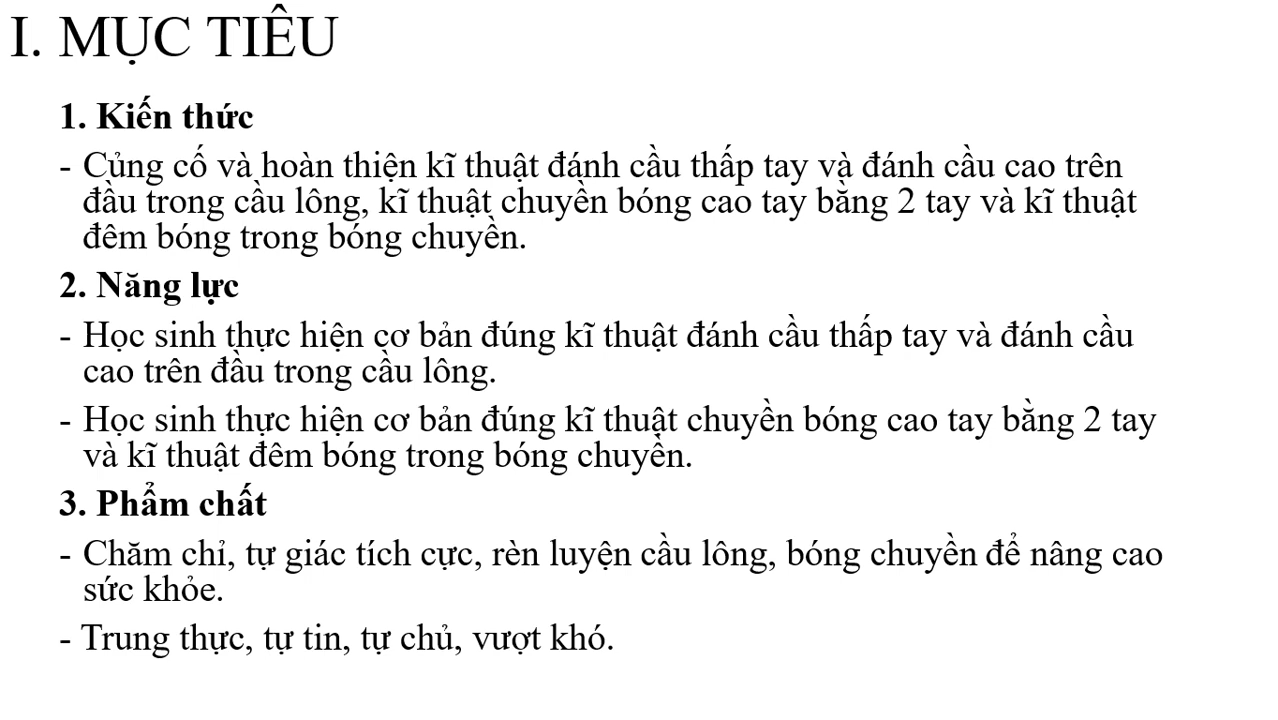 I. MỤC TIÊU
1. Kiến thức
- Củng cố và hoàn thiện kĩ thuật đánh cầu thấp tay và đánh cầu cao trên
đầu trong cầu lông, kĩ thuật chuyền bóng cao tay bằng 2 tay và kĩ thuật
đêm bóng trong bóng chuyền.
2. Năng lực
- Học sinh thực hiện cơ bản đúng kĩ thuật đánh cầu thấp tay và đánh cầu
cao trên đầu trong cầu lông.
- Học sinh thực hiện cơ bản đúng kĩ thuật chuyền bóng cao tay bằng 2 tay
và kĩ thuật đêm bóng trong bóng chuyền.
3. Phẩm chất
- Chăm chỉ, tự giác tích cực, rèn luyện cầu lông, bóng chuyền để nâng cao
sức khỏe.
- Trung thực, tự tin, tự chủ, vượt khó.